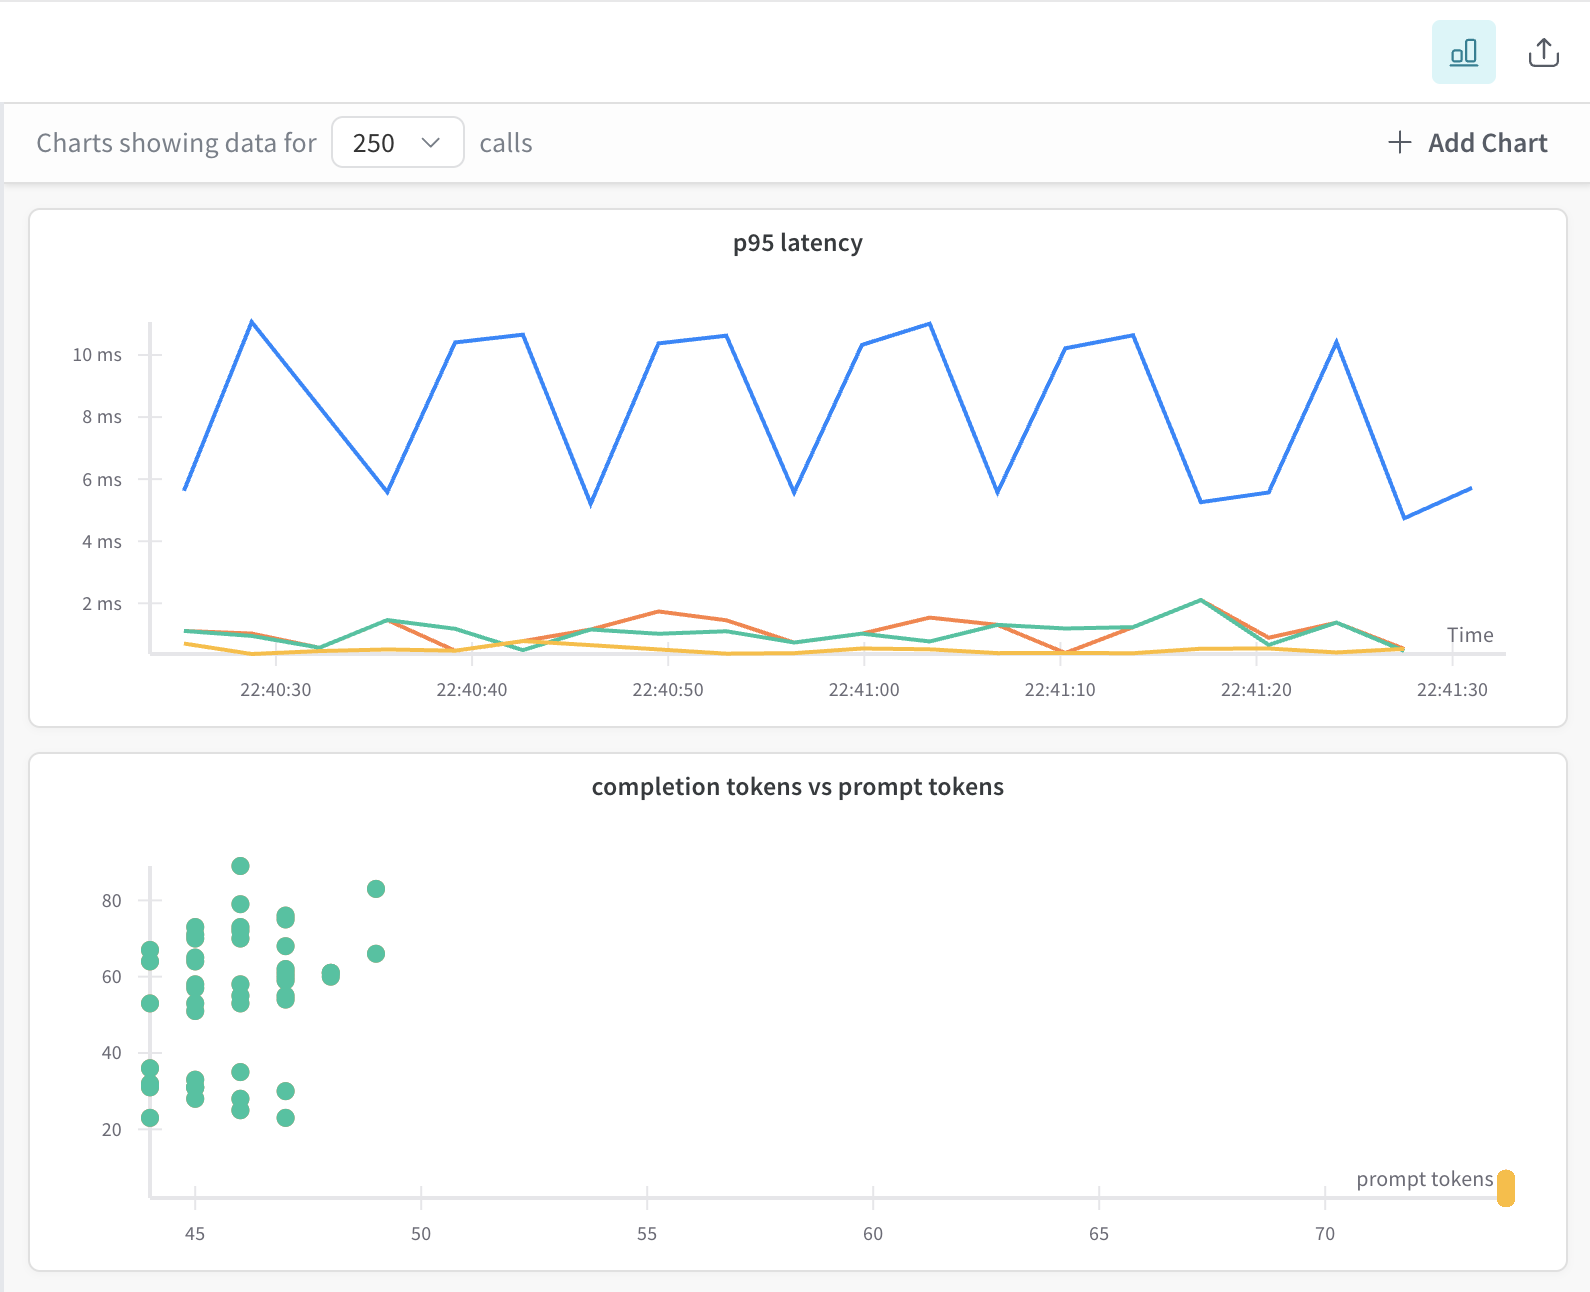 Charts showing data for 250 calls
Add Chart
p95 latency
10 ms
8 ms
6 ms
4 ms
2 ms
Time
22:40:30 22:40:40 22:40:50 22:41:00 22:41:10 22:41:20 22:41:30
completion tokens vs prompt tokens
80
60
40
20
prompt tokens
45 50 55 60 65 70